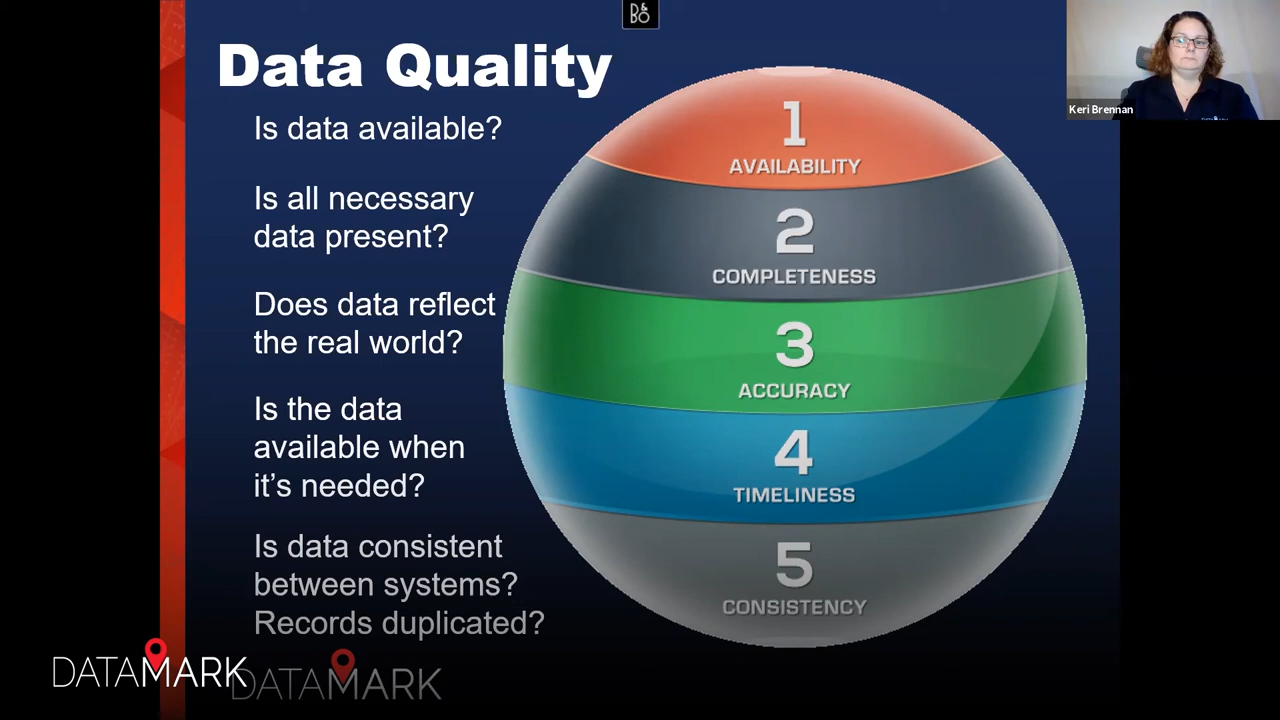 B&O
Keri Brennan
Data Quality
Is data available?
Is all necessary
data present?
Does data reflect
the real world?
Is the data
available when
it's needed?
Is data consistent
between systems?
Records duplicated?
1
AVAILABILITY
2
COMPLETENESS
3
ACCURACY
4
TIMELINESS
5
CONSISTENCY
DATAMARK
DATAMARK
DATAMARK